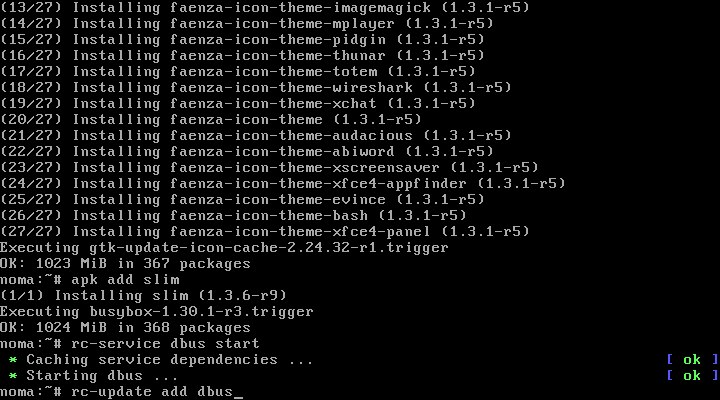 (13/27) Installing faenza-icon-theme-imagemagick (1.3.1-r5)
(14/27) Installing faenza-icon-theme-mplayer (1.3.1-r5)
(15/27) Installing faenza-icon-theme-pidgin (1.3.1-r5)
(16/27) Installing faenza-icon-theme-thunar (1.3.1-r5)
(17/27) Installing faenza-icon-theme-totem (1.3.1-r5)
(18/27) Installing faenza-icon-theme-wireshark (1.3.1-r5)
(19/27) Installing faenza-icon-theme-xchat (1.3.1-r5)
(20/27) Installing faenza-icon-theme (1.3.1-r5)
(21/27) Installing faenza-icon-theme-audacious (1.3.1-r5)
(22/27) Installing faenza-icon-theme-abiword (1.3.1-r5)
(23/27) Installing faenza-icon-theme-xscreensaver (1.3.1-r5)
(24/27) Installing faenza-icon-theme-xfce4-appfinder (1.3.1-r5)
(25/27) Installing faenza-icon-theme-evince (1.3.1-r5)
(26/27) Installing faenza-icon-theme-bash (1.3.1-r5)
(27/27) Installing faenza-icon-theme-xfce4-panel (1.3.1-r5)
Executing gtk-update-icon-cache-2.24.32-r1.trigger
OK: 1023 MiB in 367 packages
noma:~# apk add slim
(1/1) Installing slim (1.3.6-r9)
Executing busybox-1.30.1-r3.trigger
OK: 1024 MiB in 368 packages
noma:~# rc-service dbus start
* Caching service dependencies ... [ ok ]
* Starting dbus ... [ ok ]
noma:~# rc-update add dbus_